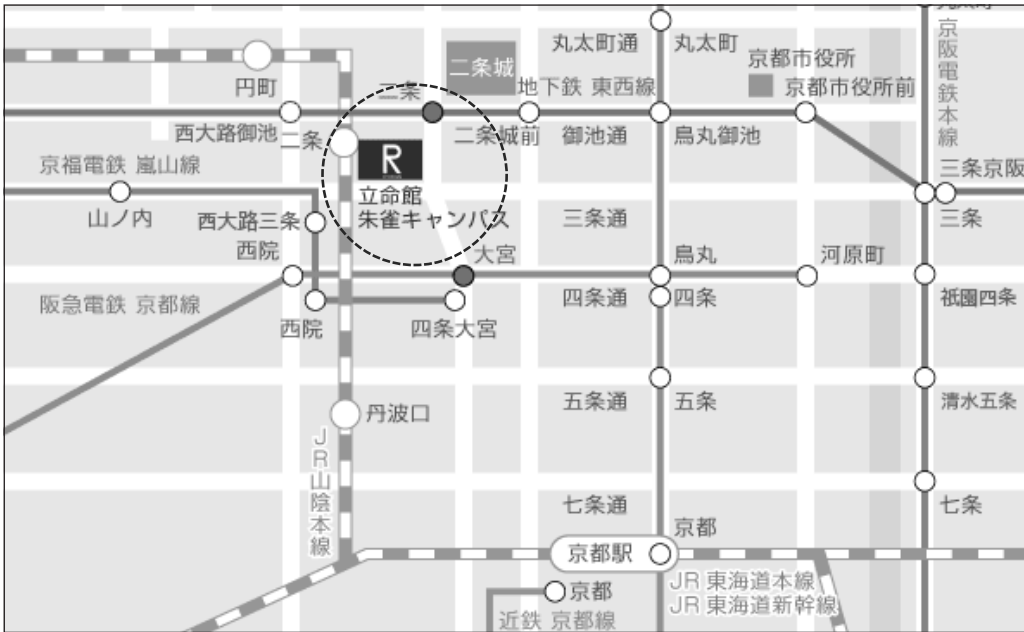 丸太町
丸太町通
丸太町
二条城
京都市役所
京都市役所前
円町
二条
地下鉄 東西線
西大路御池
二条
二条城前
御池通
烏丸御池
京阪電鉄本線
R
立命館
朱雀キャンパス
京福電鉄 嵐山線
山ノ内
西大路三条
三条通
三条京阪
三条
西院
大宮
烏丸
河原町
阪急電鉄 京都線
西院
四条大宮
四条通
四条
祇園四条
丹波口
五条通
五条
清水五条
JR山陰本線
七条通
七条
京都
京都駅
京都
近鉄 京都線
JR 東海道本線
JR 東海道新幹線